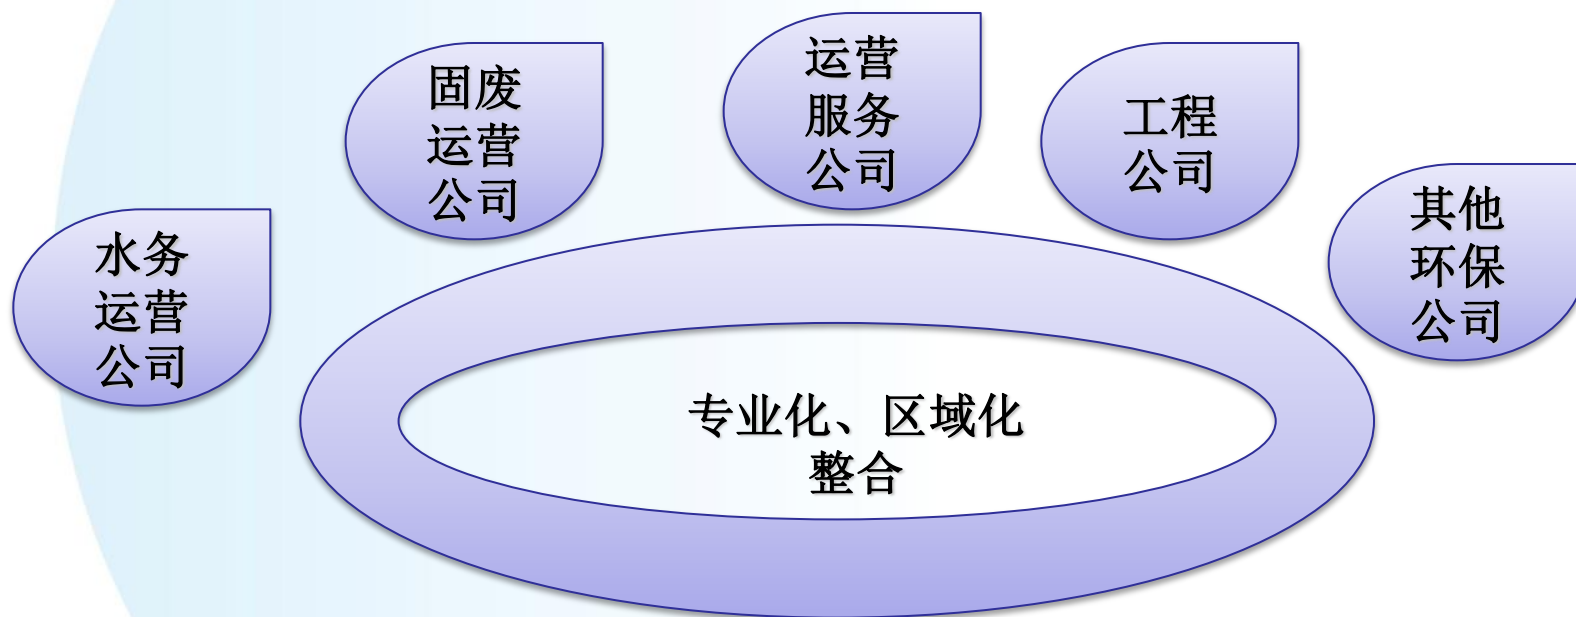 水务
运营
公司
固废
运营
公司
运营
服务
公司
工程
公司
其他
环保
公司
专业化、区域化
整合